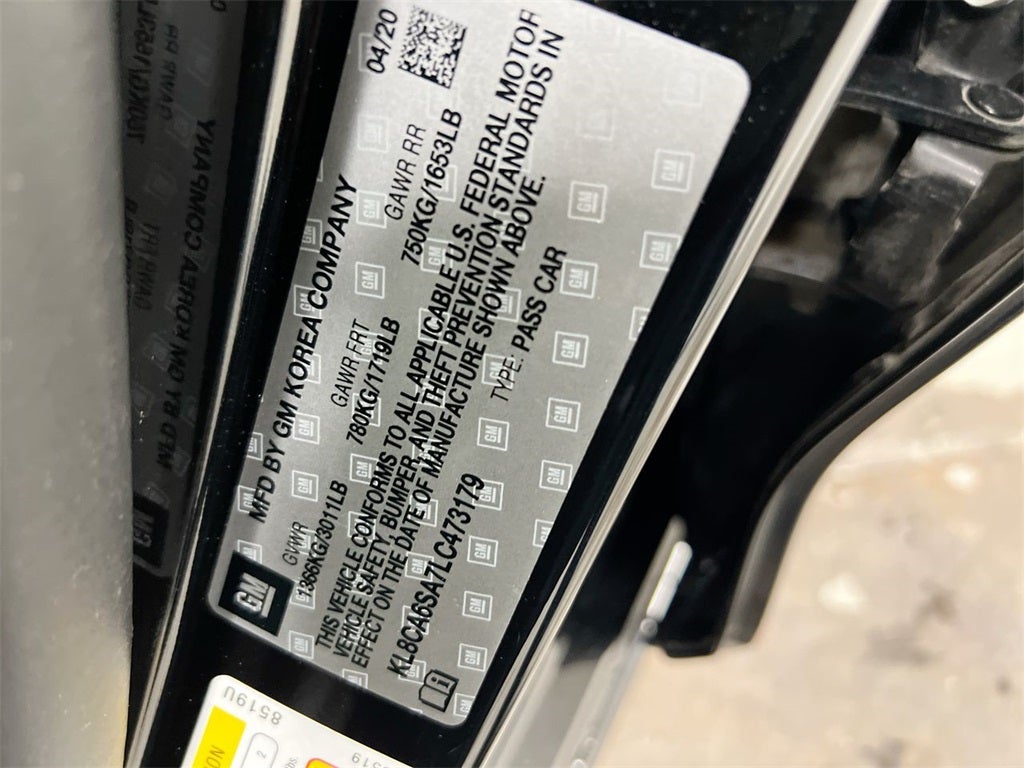 04/20
GM
MFD BY GM KOREA COMPANY
GVWR GAWR FRT GAWR RR
1366KG/3011LB 780KG/1719LB 750KG/1653LB
THIS VEHICLE CONFORMS TO ALL APPLICABLE U.S. FEDERAL MOTOR
VEHICLE SAFETY, BUMPER, AND THEFT PREVENTION STANDARDS IN
EFFECT ON THE DATE OF MANUFACTURE SHOWN ABOVE.
KL8CA6SA7LC473179 TYPE: PASS CAR
8519U
2